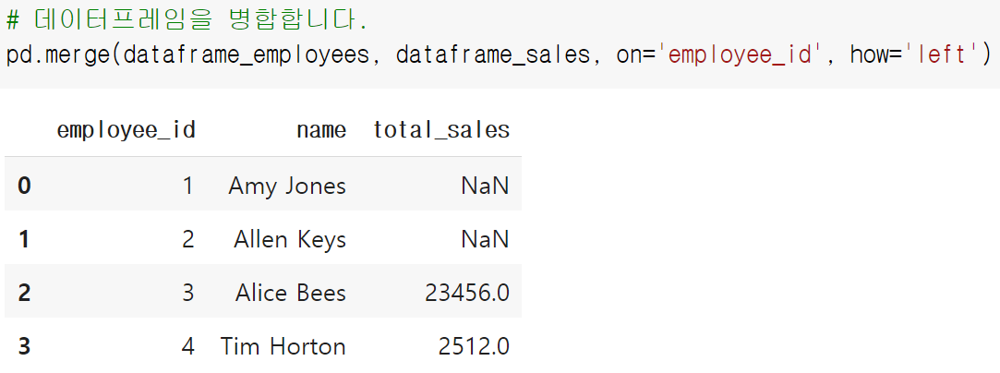 # 데이터프레임을 병합합니다.
pd.merge(dataframe_employees, dataframe_sales, on='employee_id', how='left')
employee_id name total_sales
0 1 Amy Jones NaN
1 2 Allen Keys NaN
2 3 Alice Bees 23456.0
3 4 Tim Horton 2512.0